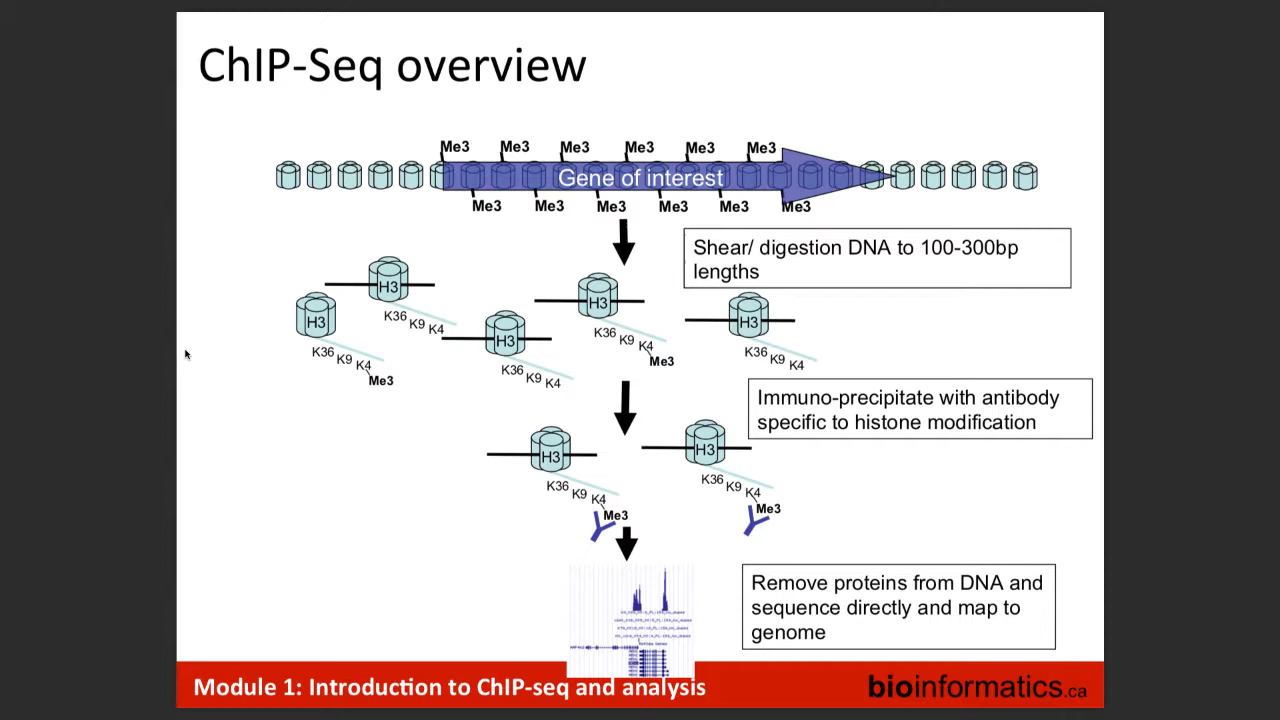 ChIP-Seq overview
Me3 Me3 Me3 Me3 Me3 Me3
Gene of interest
Me3 Me3 Me3 Me3 Me3 Me3
Shear/ digestion DNA to 100-300bp
lengths
H3
K36 K9 K4
Me3
H3
K36 K9 K4
H3
K36 K9 K4
H3
K36 K9 K4
Me3
H3
K36 K9 K4
Immuno-precipitate with antibody
specific to histone modification
H3
K36 K9 K4
Me3
H3
K36 K9 K4
Me3
Remove proteins from DNA and
sequence directly and map to
genome
Module 1: Introduction to ChIP-seq and analysis
bioinformatics.ca